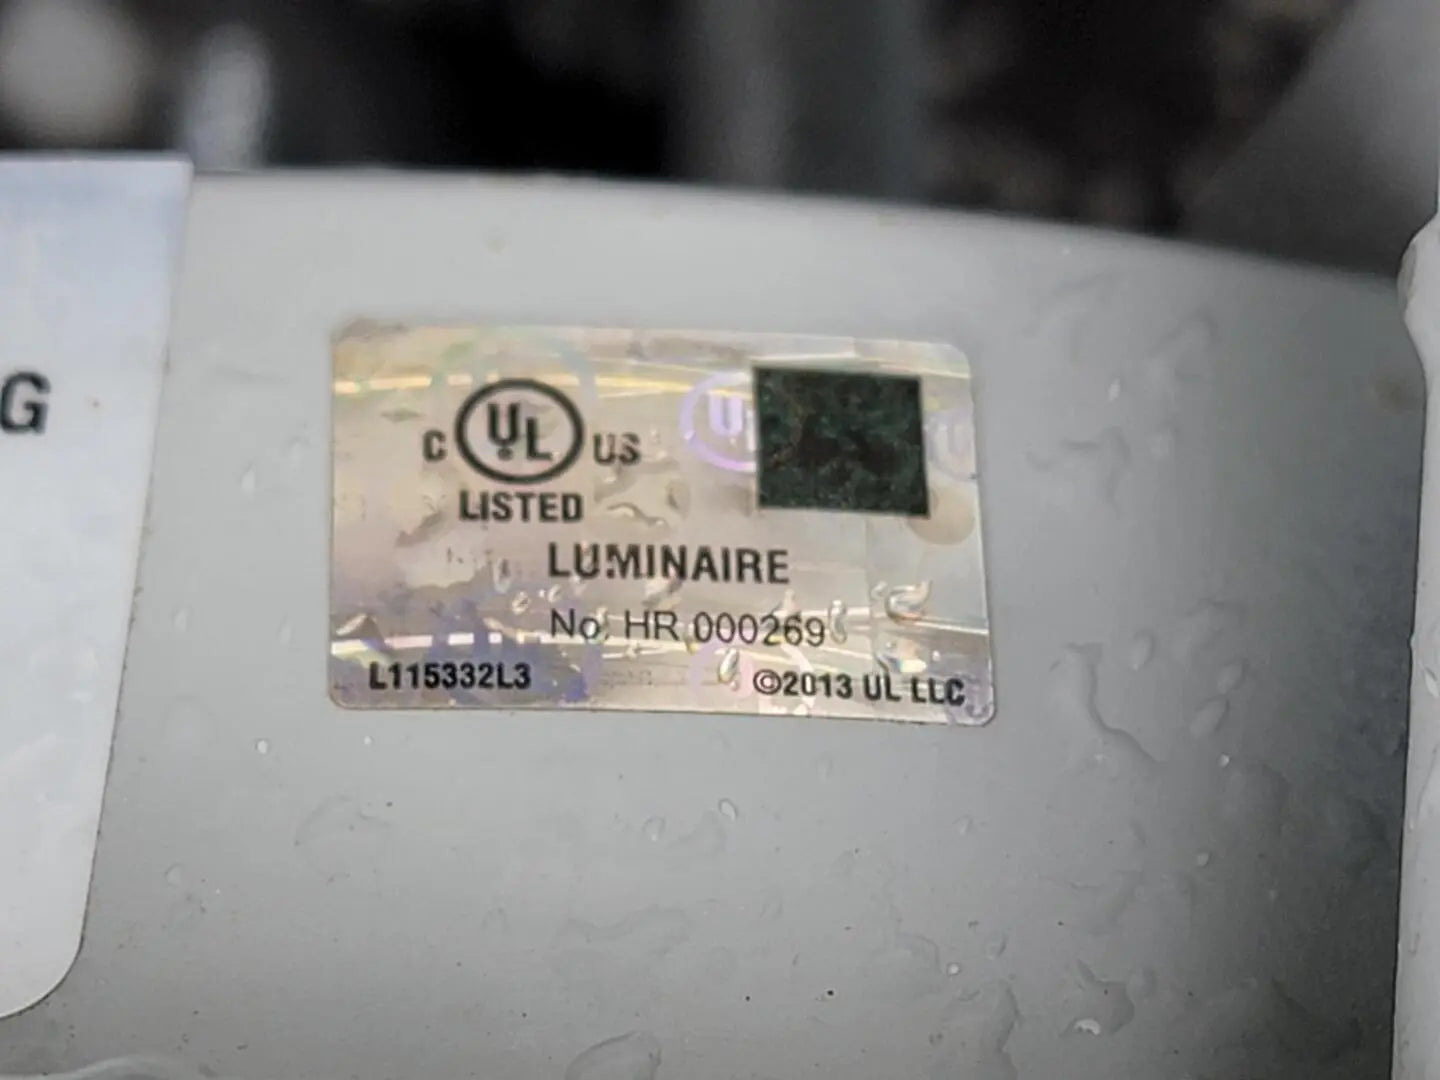 G
C UL US
LISTED
LUMINAIRE
No. HR 000269
L115332L3
©2013 UL LLC